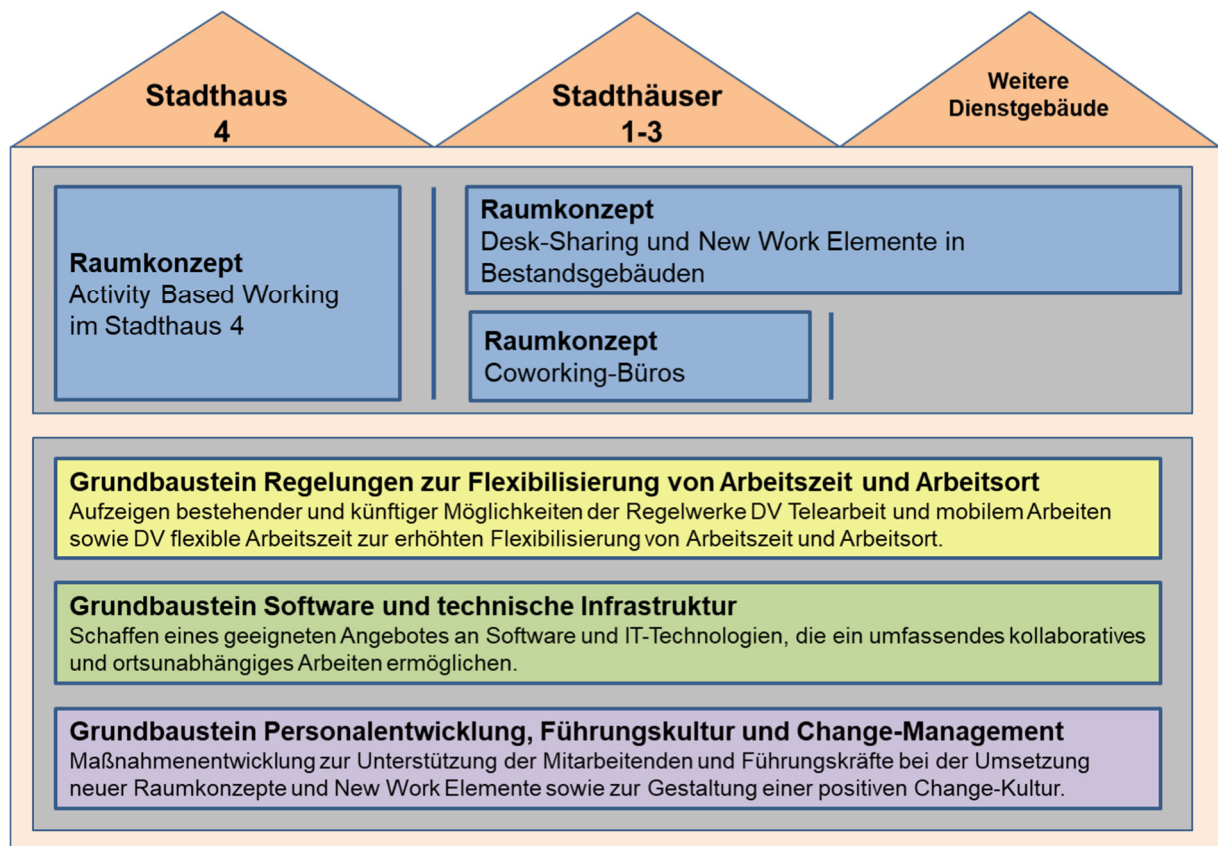 Stadthaus
4
Stadthäuser
1-3
Weitere
Dienstgebäude
Raumkonzept
Activity Based Working
im Stadthaus 4
Raumkonzept
Desk-Sharing und New Work Elemente in
Bestandsgebäuden
Raumkonzept
Coworking-Büros
Grundbaustein Regelungen zur Flexibilisierung von Arbeitszeit und Arbeitsort
Aufzeigen bestehender und künftiger Möglichkeiten der Regelwerke DV Telearbeit und mobilem Arbeiten
sowie DV flexible Arbeitszeit zur erhöhten Flexibilisierung von Arbeitszeit und Arbeitsort.
Grundbaustein Software und technische Infrastruktur
Schaffen eines geeigneten Angebotes an Software und IT-Technologien, die ein umfassendes kollaboratives
und ortsunabhängiges Arbeiten ermöglichen.
Grundbaustein Personalentwicklung, Führungskultur und Change-Management
Maßnahmenentwicklung zur Unterstützung der Mitarbeitenden und Führungskräfte bei der Umsetzung
neuer Raumkonzepte und New Work Elemente sowie zur Gestaltung einer positiven Change-Kultur.